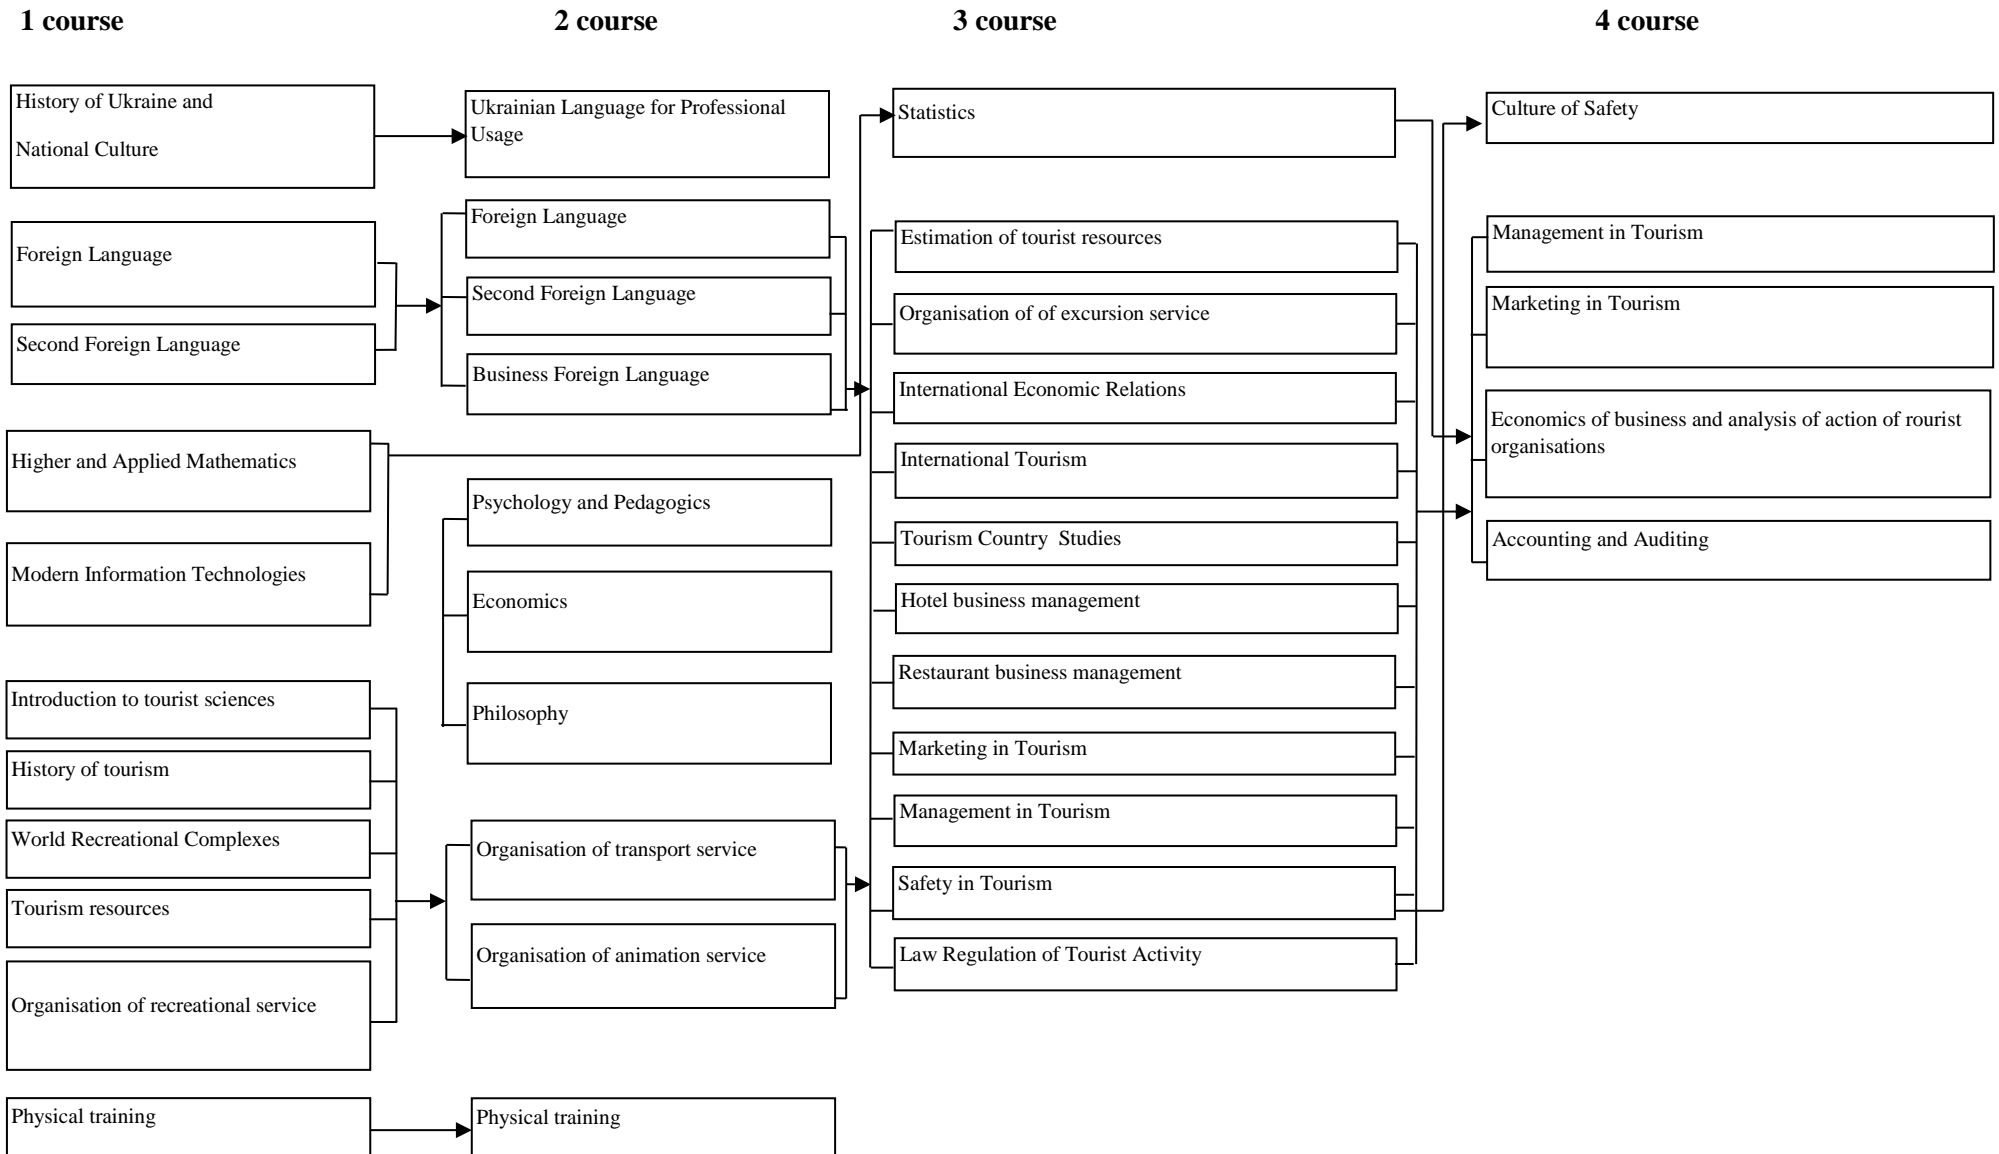 1 course
2 course
3 course
4 course
History of Ukraine and
National Culture
Foreign Language
Second Foreign Language
Higher and Applied Mathematics
Modern Information Technologies
Introduction to tourist sciences
History of tourism
World Recreational Complexes
Tourism resources
Organisation of recreational service
Physical training
Ukrainian Language for Professional
Usage
Foreign Language
Second Foreign Language
Business Foreign Language
Psychology and Pedagogics
Economics
Philosophy
Organisation of transport service
Organisation of animation service
Physical training
Statistics
Estimation of tourist resources
Organisation of of excursion service
International Economic Relations
International Tourism
Tourism Country Studies
Hotel business management
Restaurant business management
Marketing in Tourism
Management in Tourism
Safety in Tourism
Law Regulation of Tourist Activity
Culture of Safety
Management in Tourism
Marketing in Tourism
Economics of business and analysis of action of rourist
organisations
Accounting and Auditing